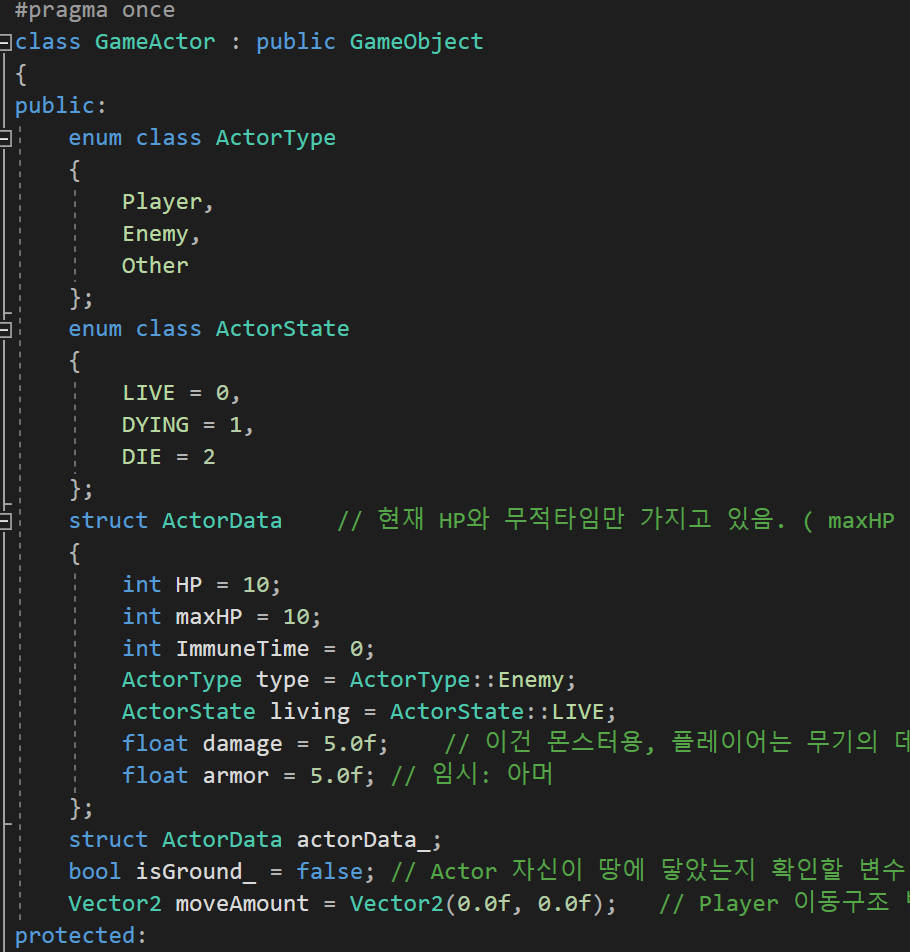 #pragma once
class GameActor : public GameObject
{
public:
    enum class ActorType
    {
        Player,
        Enemy,
        Other
    };
    enum class ActorState
    {
        LIVE = 0,
        DYING = 1,
        DIE = 2
    };
    struct ActorData    // 현재 HP와 무적타임만 가지고 있음. ( maxHP
    {
        int HP = 10;
        int maxHP = 10;
        int ImmuneTime = 0;
        ActorType type = ActorType::Enemy;
        ActorState living = ActorState::LIVE;
        float damage = 5.0f;    // 이건 몬스터용, 플레이어는 무기의
        float armor = 5.0f; // 임시: 아머
    };
    struct ActorData actorData_;
    bool isGround_ = false; // Actor 자신이 땅에 닿았는지 확인할 변수
    Vector2 moveAmount = Vector2(0.0f, 0.0f);   // Player 이동구조
protected: